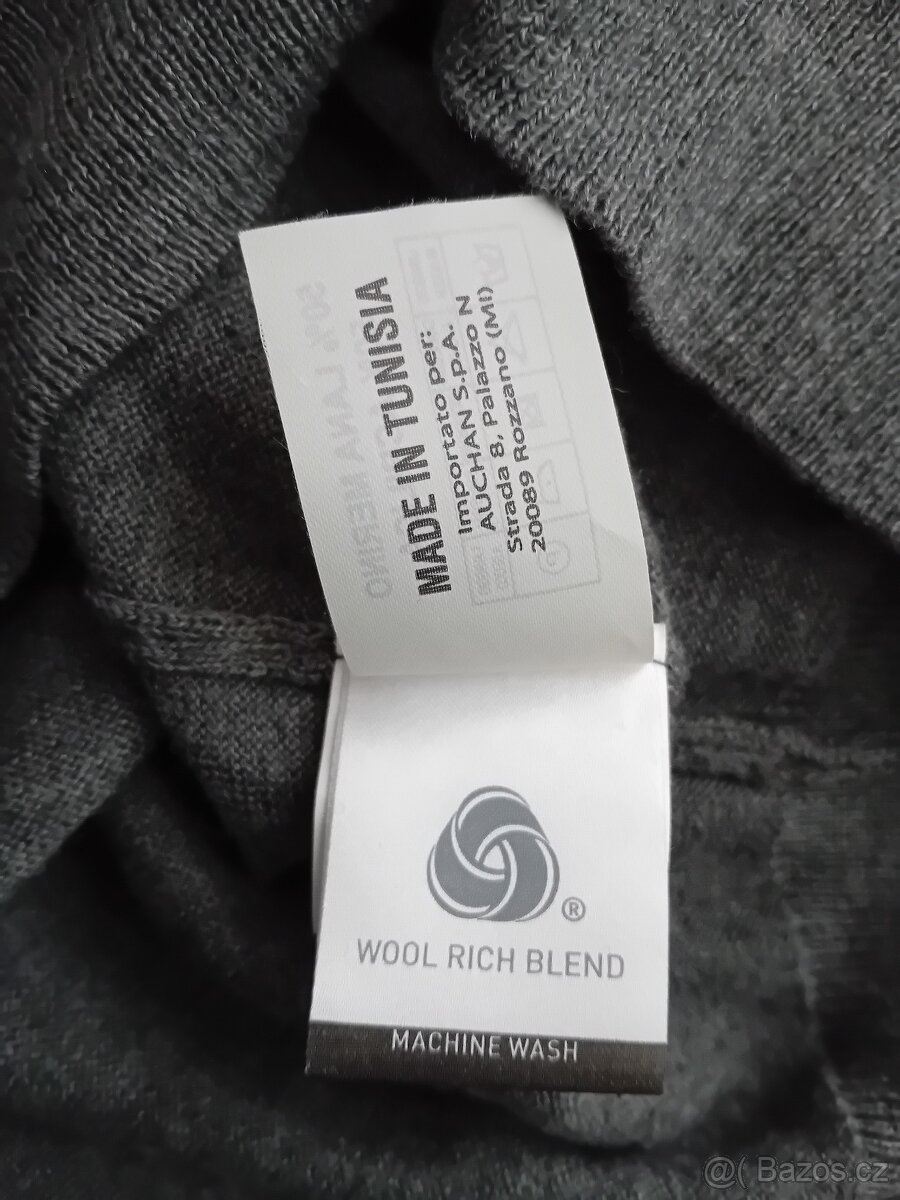 MADE IN TUNISIA
Importato per:
AUCHAN S.p.A.
Strada 8, Palazzo N
20089 Rozzano (MI)
®
WOOL RICH BLEND
MACHINE WASH
@( Bazos.cz